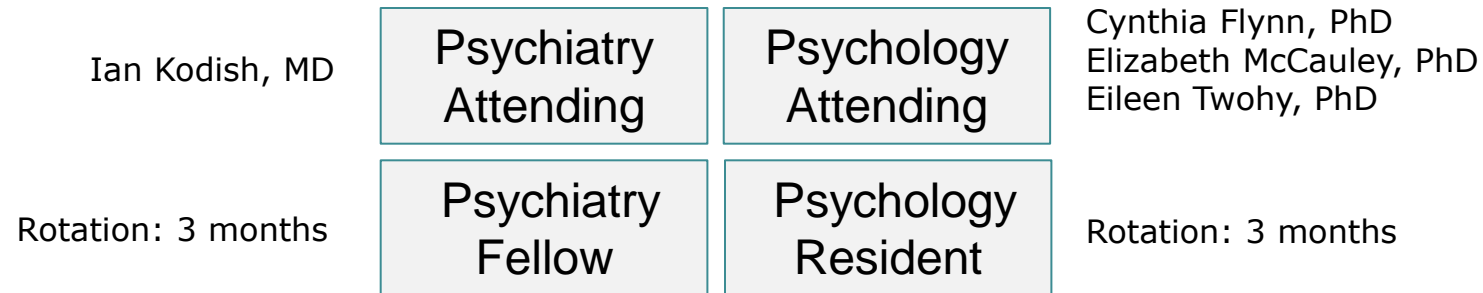 Ian Kodish, MD
Psychiatry
Attending
Psychology
Attending
Cynthia Flynn, PhD
Elizabeth McCauley, PhD
Eileen Twohy, PhD
Rotation: 3 months
Psychiatry
Fellow
Psychology
Resident
Rotation: 3 months